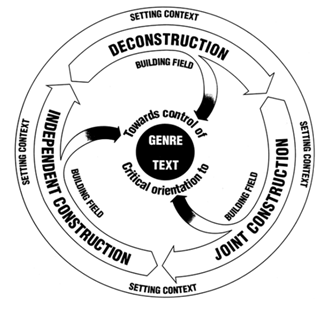 SETTING CONTEXT
DECONSTRUCTION
BUILDING FIELD
SETTING CONTEXT
JOINT CONSTRUCTION
BUILDING FIELD
SETTING CONTEXT
INDEPENDENT CONSTRUCTION
BUILDING FIELD
SETTING CONTEXT
Towards control of
GENRE
TEXT
Critical orientation to